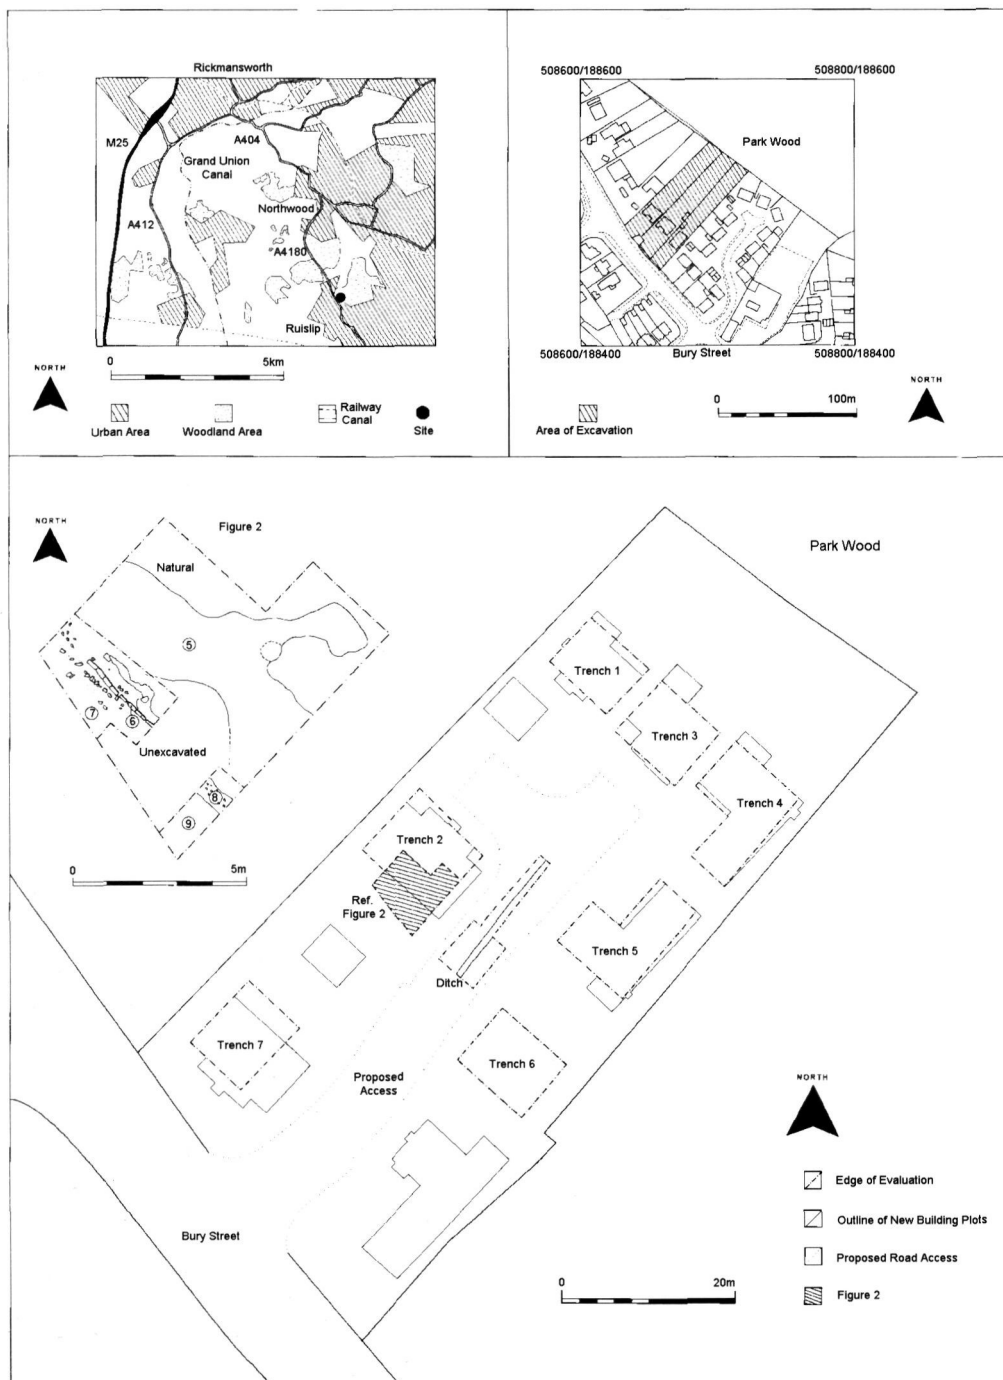 Rickmansworth
M25
A404
Grand Union
Canal
Northwood
A412
A4180
Ruislip
NORTH
0 5km
Urban Area
Woodland Area
Railway
Canal
Site
508600/188600
508800/188600
Park Wood
508600/188400
Bury Street
508800/188400
Area of Excavation
0 100m
NORTH
NORTH
Figure 2
Natural
5
7
6
Unexcavated
8
9
0 5m
Park Wood
Trench 1
Trench 3
Trench 4
Trench 2
Ref.
Figure 2
Trench 5
Ditch
Trench 7
Trench 6
Proposed
Access
Bury Street
0 20m
NORTH
Edge of Evaluation
Outline of New Building Plots
Proposed Road Access
Figure 2